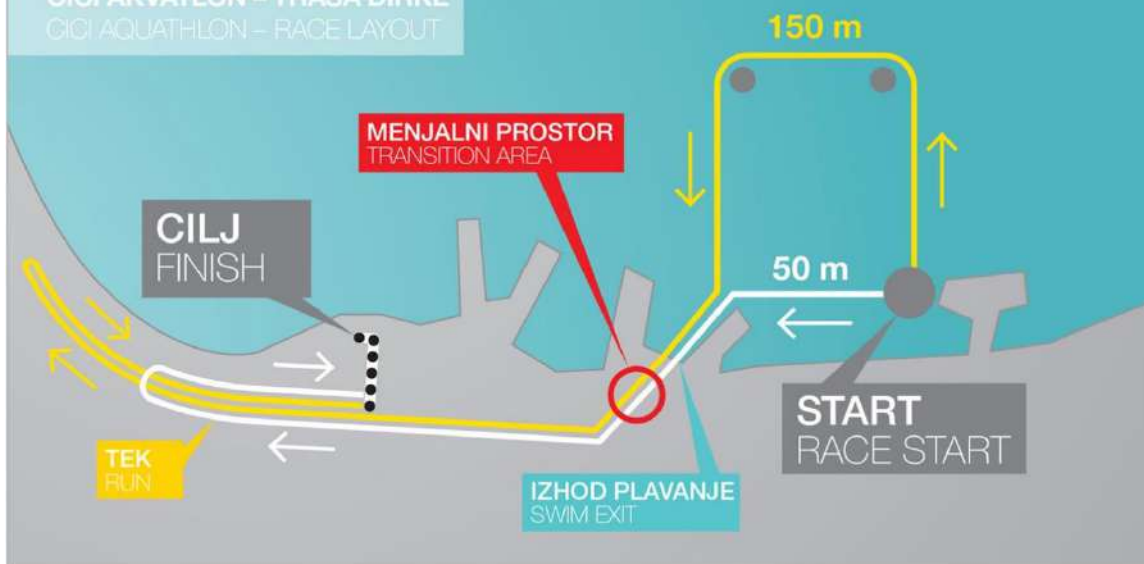 CICI AKVATLON – TRASA DIRKE
CICI AQUATHLON – RACE LAYOUT
150 m
MENJALNI PROSTOR
TRANSITION AREA
CILJ
FINISH
50 m
START
RACE START
TEK
RUN
IZHOD PLAVANJE
SWIM EXIT